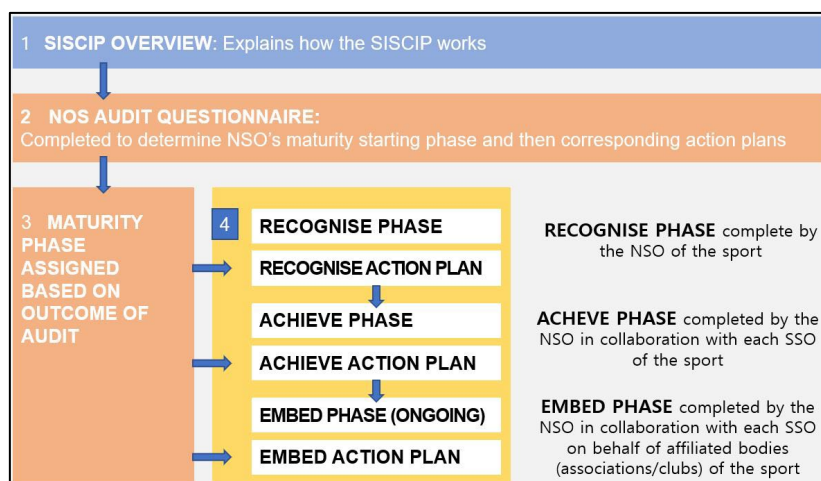 1 SISCIP OVERVIEW: Explains how the SISCIP works
2 NOS AUDIT QUESTIONNAIRE:
Completed to determine NSO's maturity starting phase and then corresponding action plans
3 MATURITY
PHASE
ASSIGNED
BASED ON
OUTCOME OF
AUDIT
4
RECOGNISE PHASE
RECOGNISE ACTION PLAN
ACHIEVE PHASE
ACHIEVE ACTION PLAN
EMBED PHASE (ONGOING)
EMBED ACTION PLAN
RECOGNISE PHASE complete by
the NSO of the sport
ACHIEVE PHASE completed by the
NSO in collaboration with each SSO
of the sport
EMBED PHASE completed by the
NSO in collaboration with each SSO
on behalf of affiliated bodies
(associations/clubs) of the sport